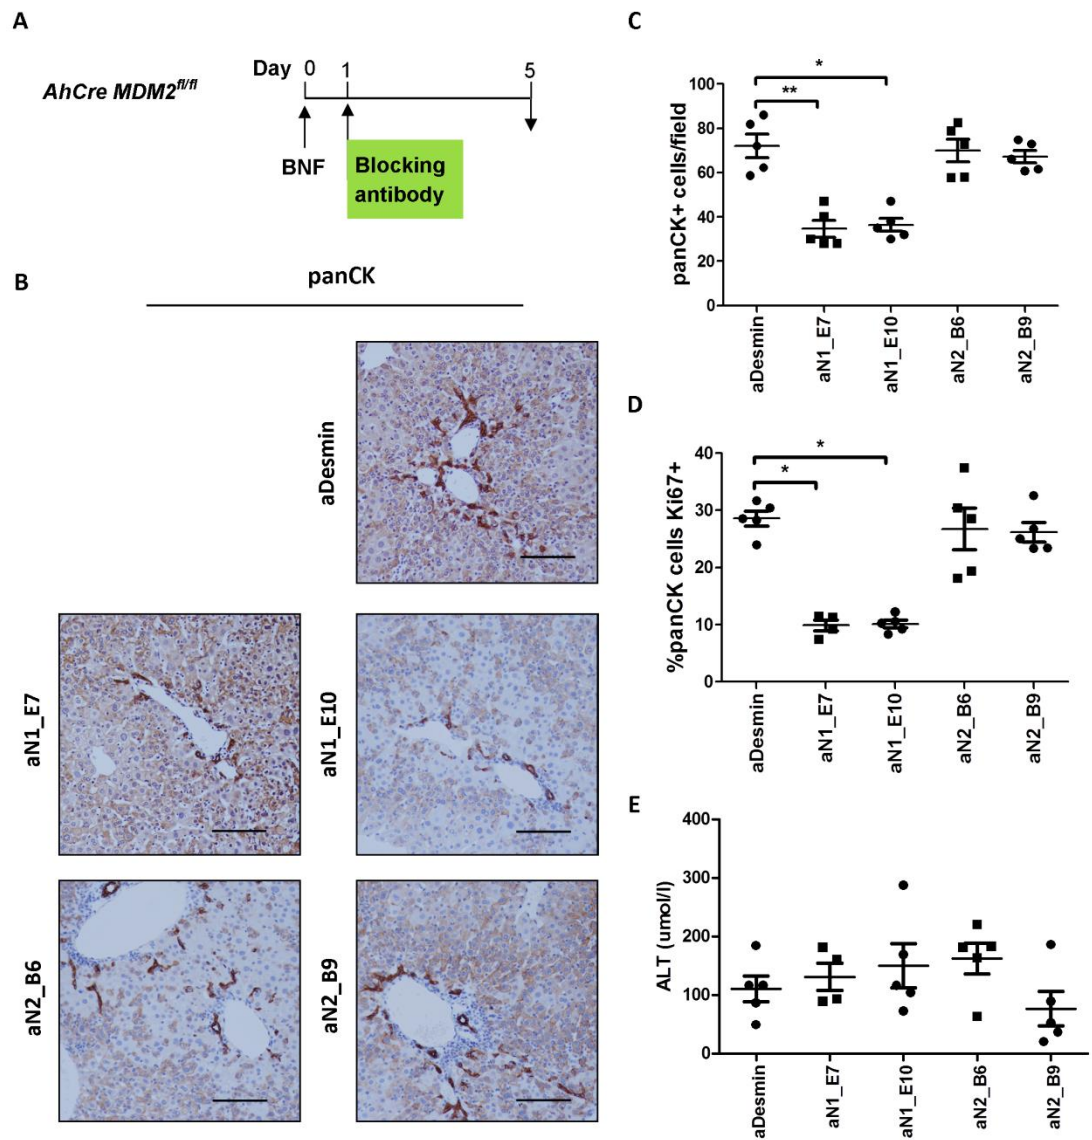 A
AhCre MDM2fl/fl
Day 0 1 5
BNF
Blocking
antibody
B
panCK
aDesmin
aN1_E7
aN1_E10
aN2_B6
aN2_B9
C
panCK+ cells/field
100
80
60
40
20
0
*
**
aDesmin
aN1_E7
aN1_E10
aN2_B6
aN2_B9
D
%panCK cells Ki67+
40
30
20
10
0
*
*
aDesmin
aN1_E7
aN1_E10
aN2_B6
aN2_B9
E
ALT (umol/l)
400
300
200
100
0
aDesmin
aN1_E7
aN1_E10
aN2_B6
aN2_B9